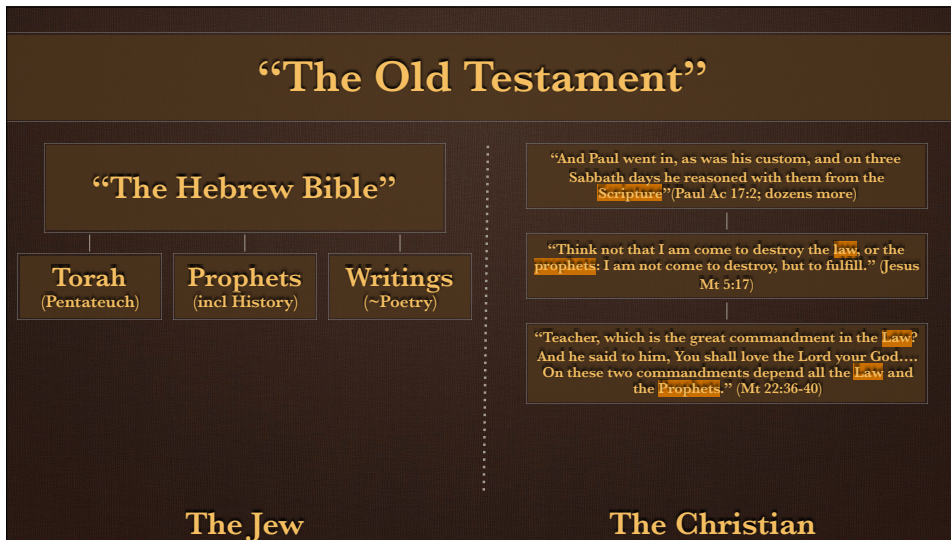 “The Old Testament”
“The Hebrew Bible”
Torah
(Pentateuch)
Prophets
(incl History)
Writings
(~Poetry)
The Jew
“And Paul went in, as was his custom, and on three
Sabbath days he reasoned with them from the
Scripture”(Paul Ac 17:2; dozens more)
“Think not that I am come to destroy the law, or the
prophets: I am not come to destroy, but to fulfill.” (Jesus
Mt 5:17)
“Teacher, which is the great commandment in the Law?
And he said to him, You shall love the Lord your God….
On these two commandments depend all the Law and
the Prophets.” (Mt 22:36-40)
The Christian